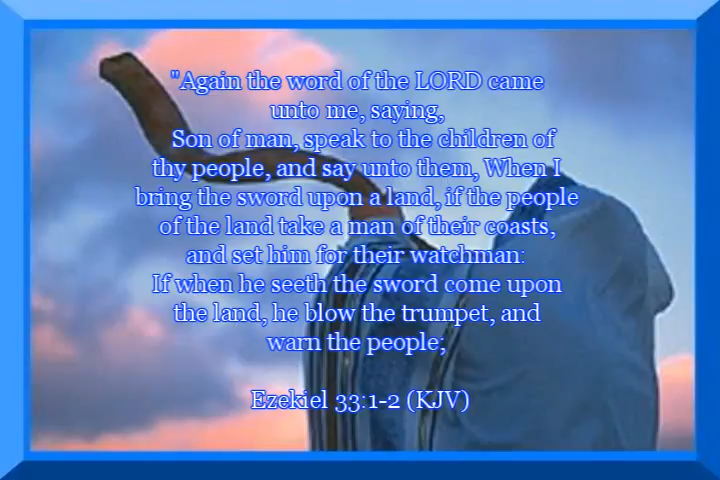 "Again the word of the LORD came
unto me, saying,
Son of man, speak to the children of
thy people, and say unto them, When I
bring the sword upon a land, if the people
of the land take a man of their coasts,
and set him for their watchman:
If when he seeth the sword come upon
the land, he blow the trumpet, and
warn the people;
Ezekiel 33:1-2 (KJV)